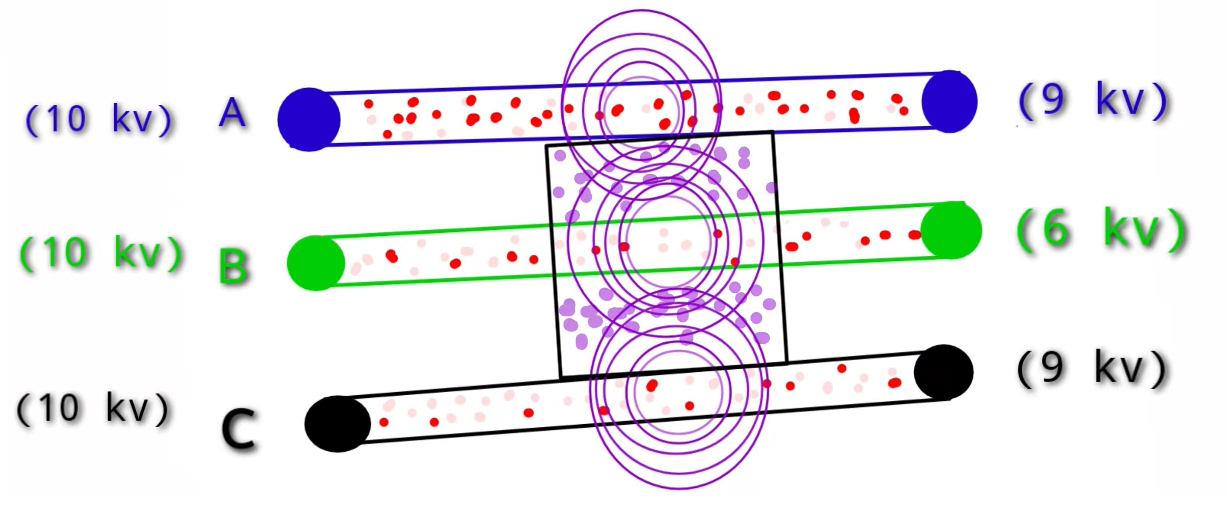 (10 kv) A (9 kv)
(10 kv) B (6 kv)
(10 kv) C (9 kv)